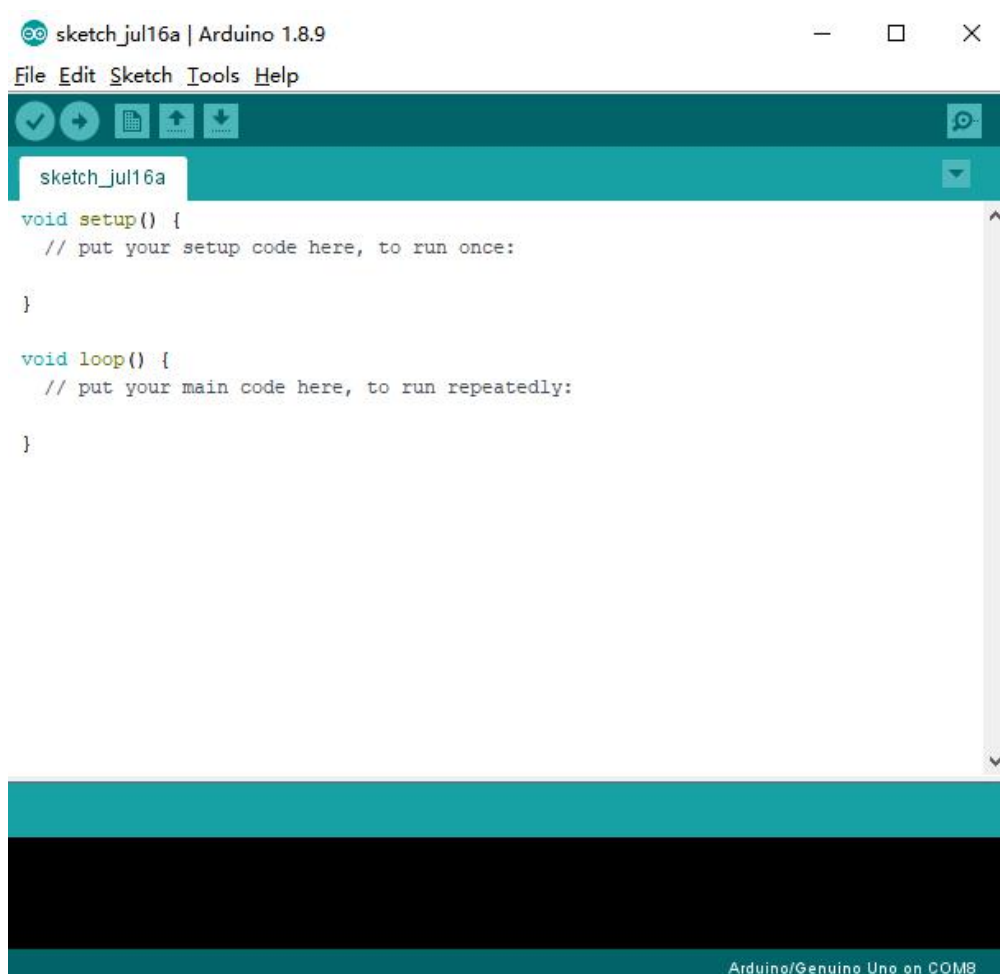 sketch_jul16a | Arduino 1.8.9
File Edit Sketch Tools Help
sketch_jul16a
void setup() {
  // put your setup code here, to run once:
}
void loop() {
  // put your main code here, to run repeatedly:
}
Arduino/Genuino Uno on COM8